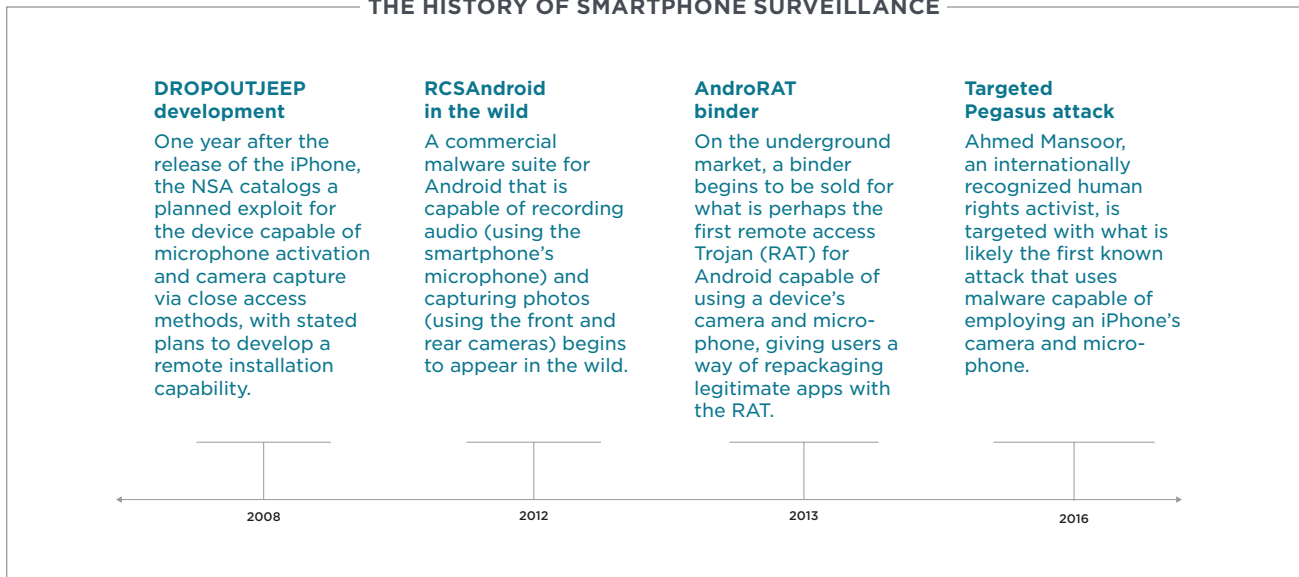 THE HISTORY OF SMARTPHONE SURVEILLANCE
DROPOUTJEEP
development
One year after the
release of the iPhone,
the NSA catalogs a
planned exploit for
the device capable of
microphone activation
and camera capture
via close access
methods, with stated
plans to develop a
remote installation
capability.
RCSAndroid
in the wild
A commercial
malware suite for
Android that is
capable of recording
audio (using the
smartphone’s
microphone) and
capturing photos
(using the front and
rear cameras) begins
to appear in the wild.
AndroRAT
binder
On the underground
market, a binder
begins to be sold for
what is perhaps the
first remote access
Trojan (RAT) for
Android capable of
using a device’s
camera and micro-
phone, giving users a
way of repackaging
legitimate apps with
the RAT.
Targeted
Pegasus attack
Ahmed Mansoor,
an internationally
recognized human
rights activist, is
targeted with what is
likely the first known
attack that uses
malware capable of
employing an iPhone’s
camera and micro-
phone.
2008
2012
2013
2016